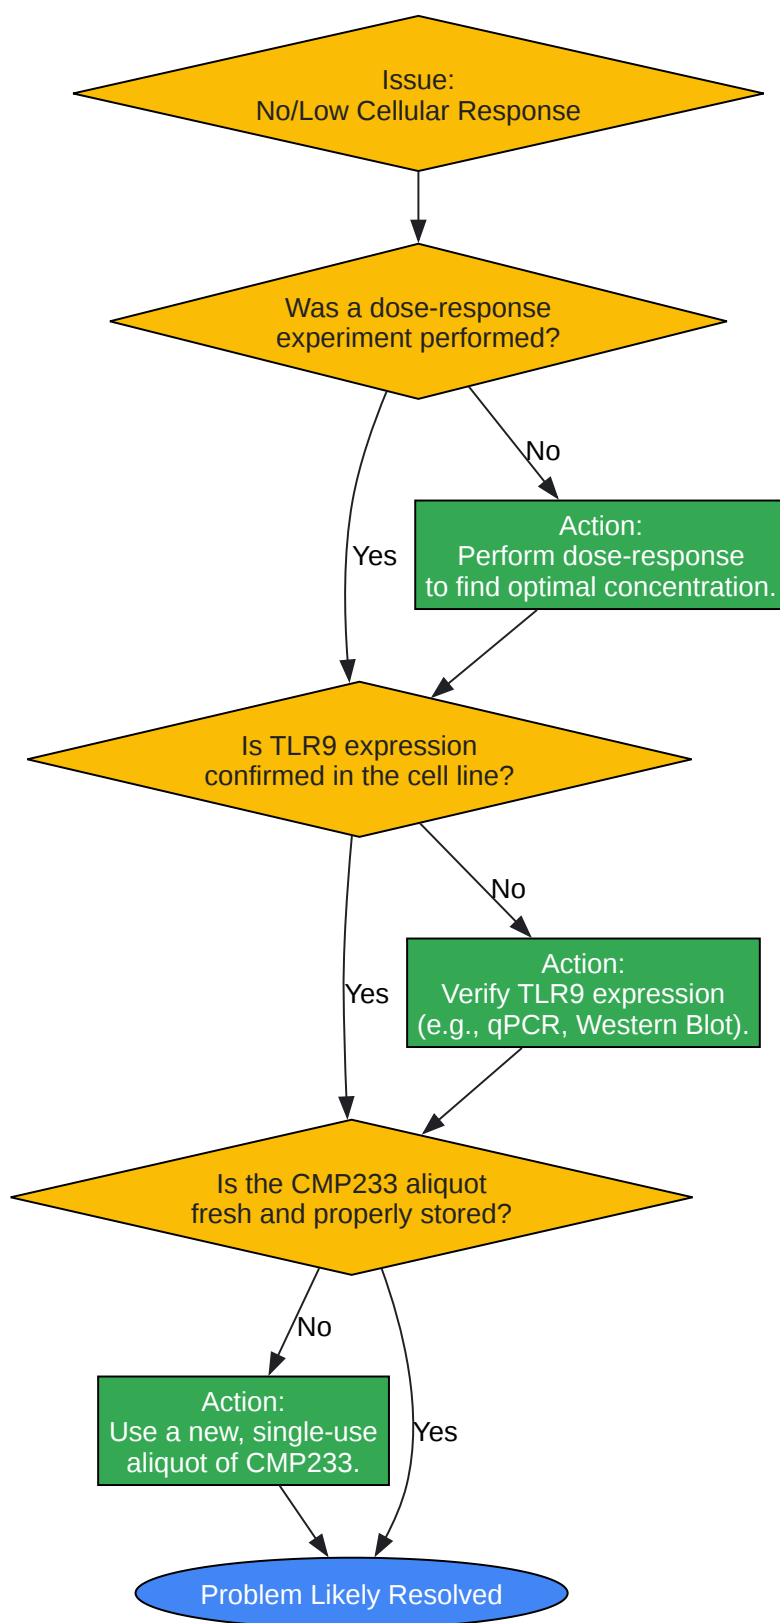 Issue:
No/Low Cellular Response
Was a dose-response
experiment performed?
No
Action:
Perform dose-response
to find optimal concentration.
Yes
Is TLR9 expression
confirmed in the cell line?
No
Action:
Verify TLR9 expression
(e.g., qPCR, Western Blot).
Yes
Is the CMP233 aliquot
fresh and properly stored?
No
Action:
Use a new, single-use
aliquot of CMP233.
Yes
Problem Likely Resolved